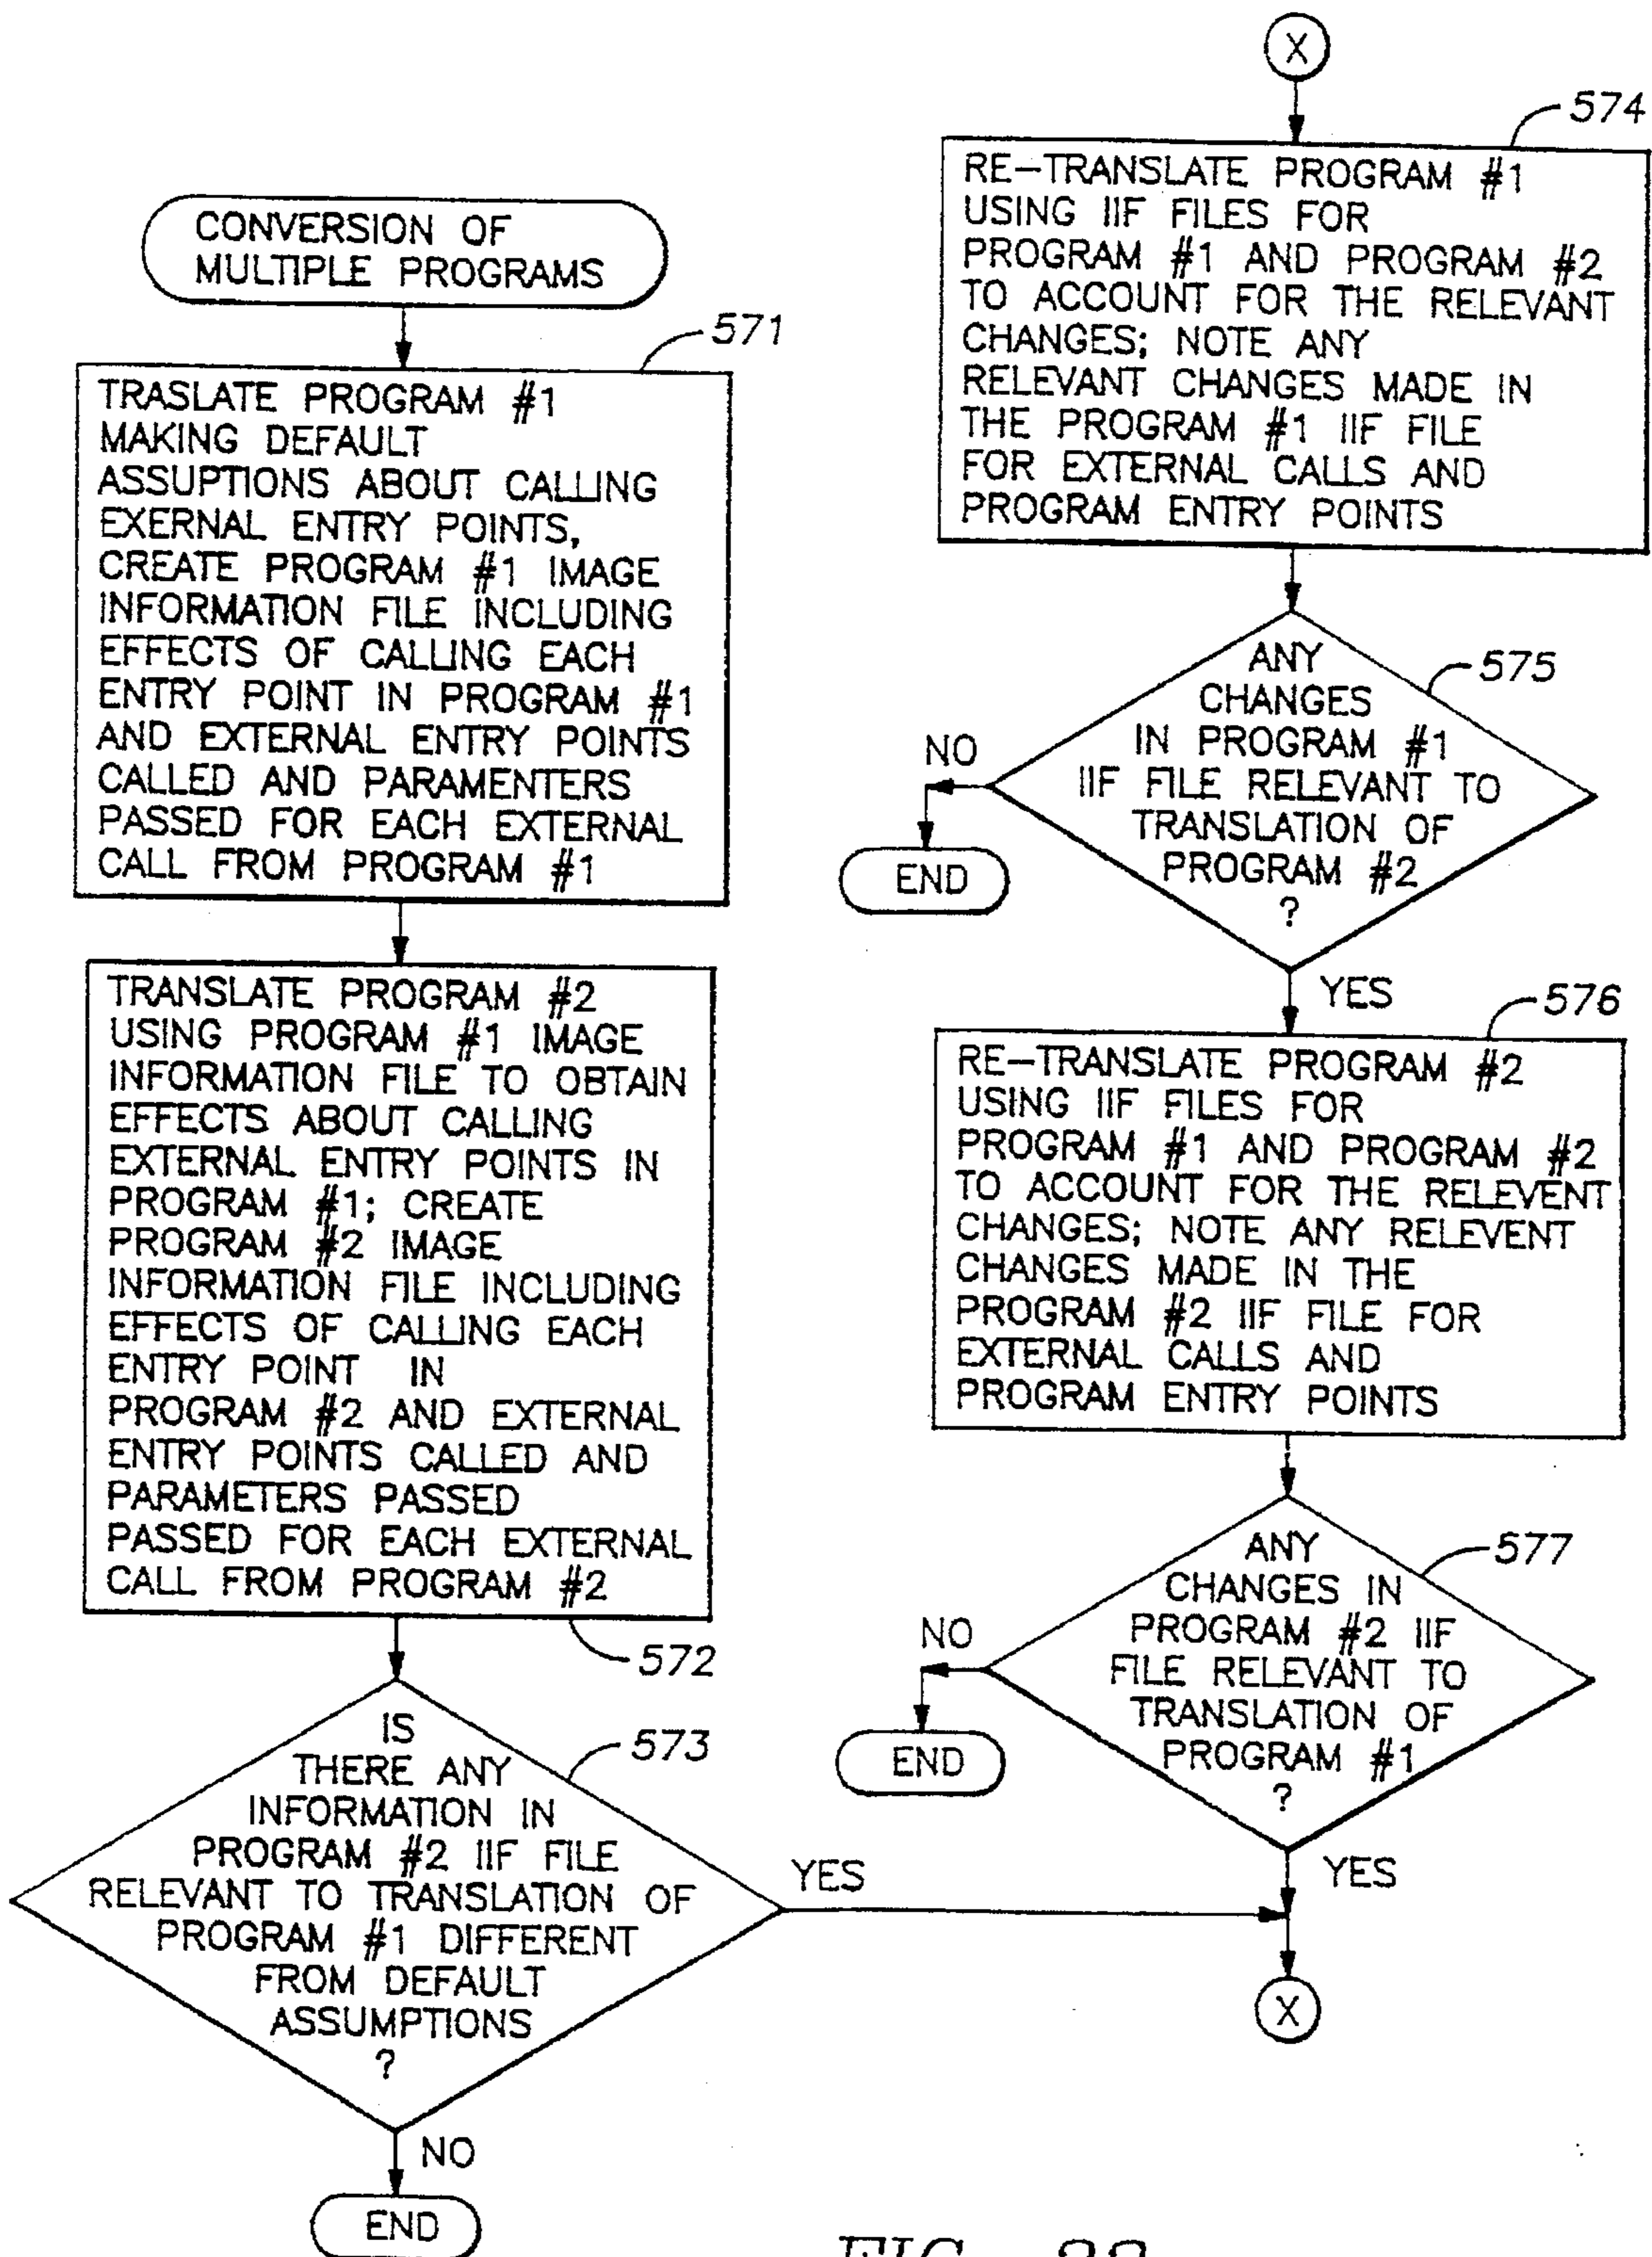 CONVERSION OF
MULTIPLE PROGRAMS
571
TRASLATE PROGRAM #1
MAKING DEFAULT
ASSUPTIONS ABOUT CALLING
EXERNAL ENTRY POINTS,
CREATE PROGRAM #1 IMAGE
INFORMATION FILE INCLUDING
EFFECTS OF CALLING EACH
ENTRY POINT IN PROGRAM #1
AND EXTERNAL ENTRY POINTS
CALLED AND PARAMENTERS
PASSED FOR EACH EXTERNAL
CALL FROM PROGRAM #1
TRANSLATE PROGRAM #2
USING PROGRAM #1 IMAGE
INFORMATION FILE TO OBTAIN
EFFECTS ABOUT CALLING
EXTERNAL ENTRY POINTS IN
PROGRAM #1; CREATE
PROGRAM #2 IMAGE
INFORMATION FILE INCLUDING
EFFECTS OF CALLING EACH
ENTRY POINT IN
PROGRAM #2 AND EXTERNAL
ENTRY POINTS CALLED AND
PARAMETERS PASSED
PASSED FOR EACH EXTERNAL
CALL FROM PROGRAM #2
572
573
IS
THERE ANY
INFORMATION IN
PROGRAM #2 IIF FILE
RELEVANT TO TRANSLATION OF
PROGRAM #1 DIFFERENT
FROM DEFAULT
ASSUMPTIONS
?
YES
NO
END
X
574
RE-TRANSLATE PROGRAM #1
USING IIF FILES FOR
PROGRAM #1 AND PROGRAM #2
TO ACCOUNT FOR THE RELEVANT
CHANGES; NOTE ANY
RELEVANT CHANGES MADE IN
THE PROGRAM #1 IIF FILE
FOR EXTERNAL CALLS AND
PROGRAM ENTRY POINTS
575
ANY
CHANGES
IN PROGRAM #1
IIF FILE RELEVANT TO
TRANSLATION OF
PROGRAM #2
?
NO
END
YES
576
RE-TRANSLATE PROGRAM #2
USING IIF FILES FOR
PROGRAM #1 AND PROGRAM #2
TO ACCOUNT FOR THE RELEVENT
CHANGES; NOTE ANY RELEVENT
CHANGES MADE IN THE
PROGRAM #2 IIF FILE FOR
EXTERNAL CALLS AND
PROGRAM ENTRY POINTS
577
ANY
CHANGES IN
PROGRAM #2 IIF
FILE RELEVANT TO
TRANSLATION OF
PROGRAM #1
?
NO
END
YES
X